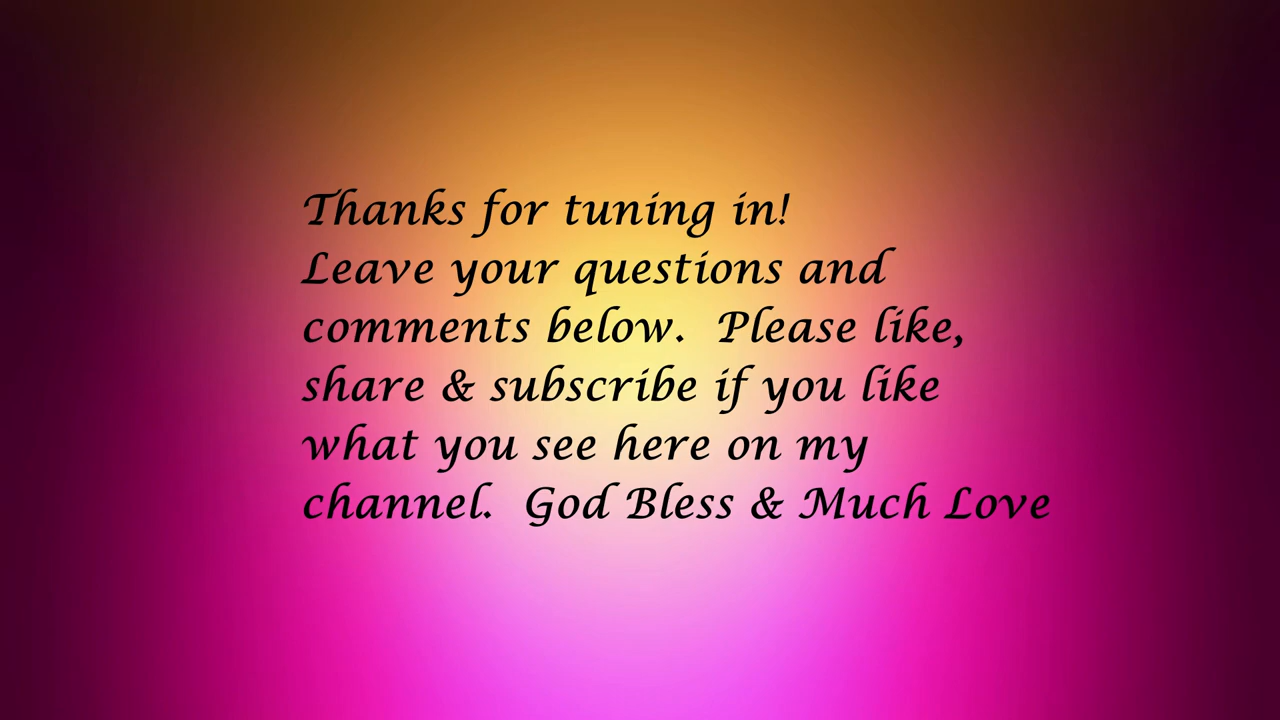 Thanks for tuning in!
Leave your questions and
comments below.  Please like,
share & subscribe if you like
what you see here on my
channel.  God Bless & Much Love